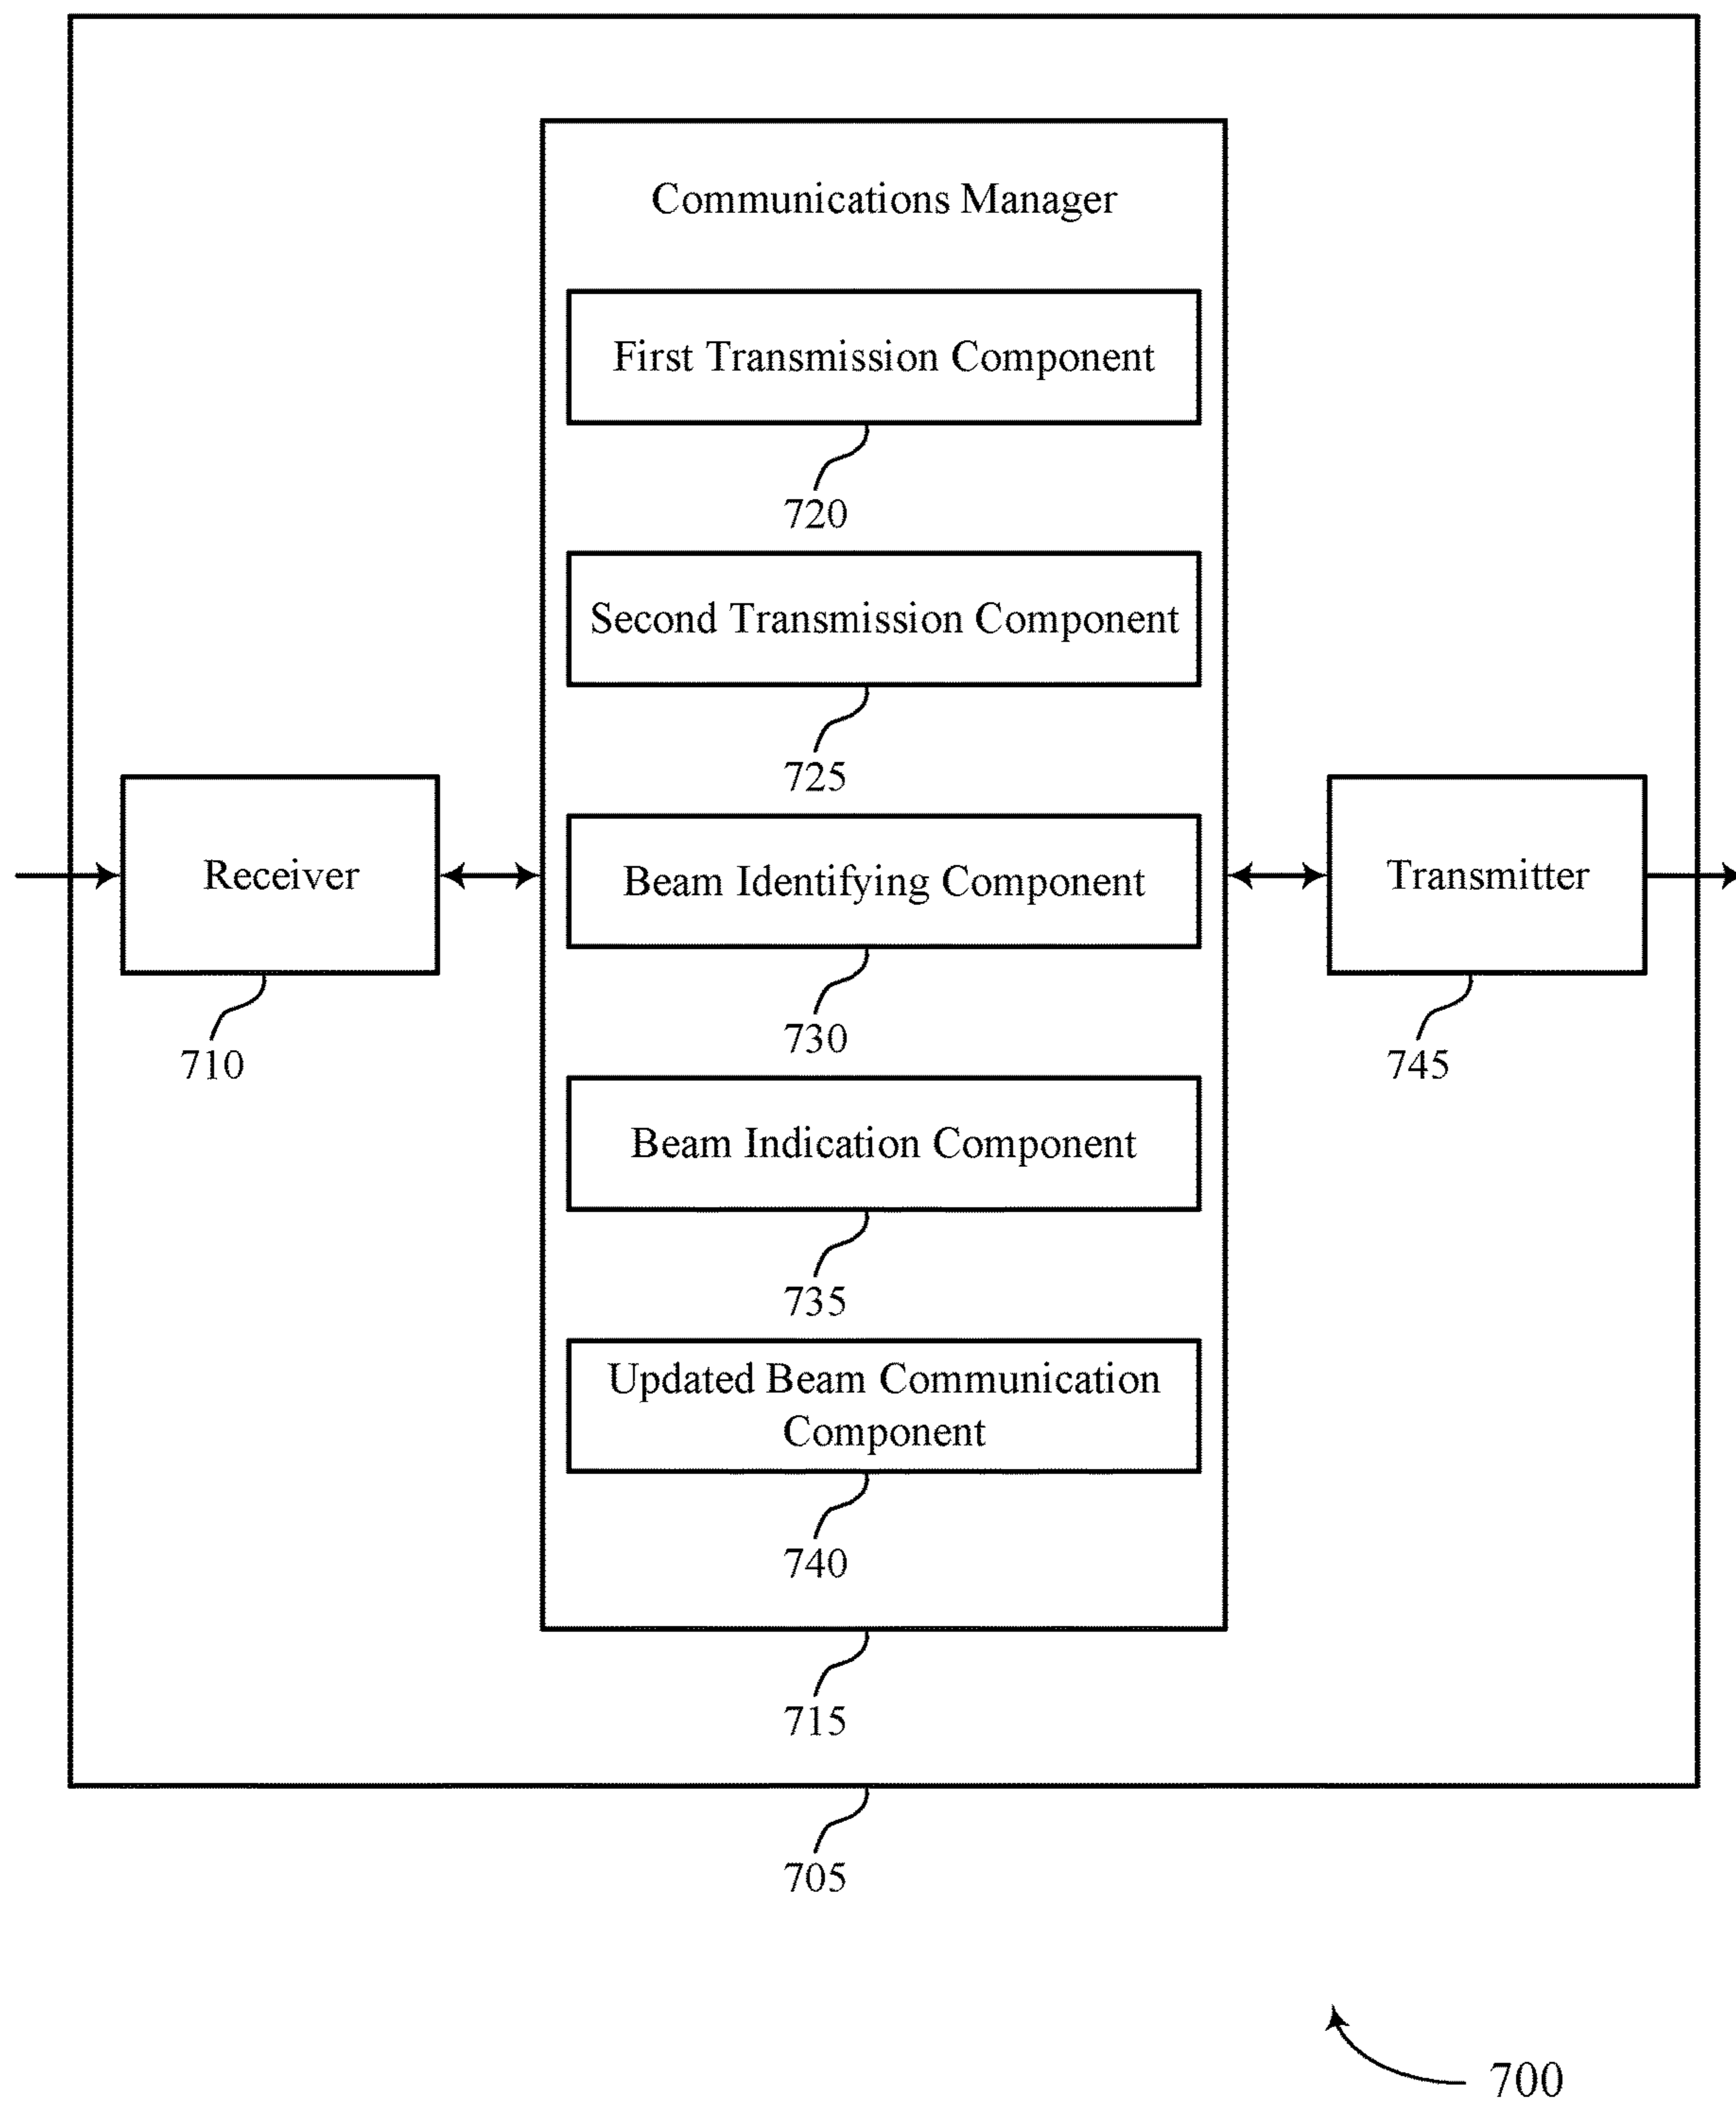 Communications Manager
First Transmission Component
720
Second Transmission Component
725
Receiver
710
Beam Identifying Component
730
Transmitter
745
Beam Indication Component
735
Updated Beam Communication
Component
740
715
705
700